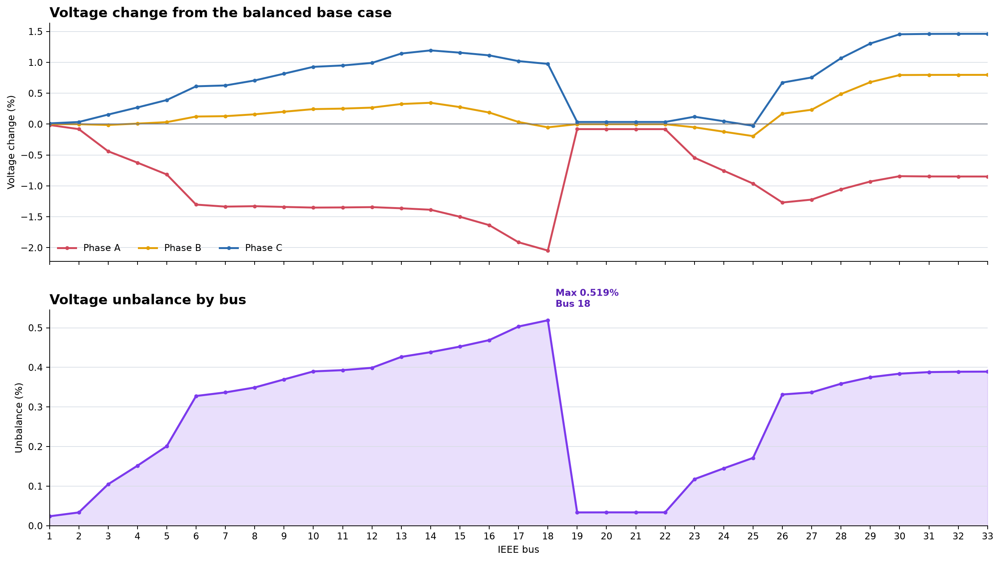 Voltage change from the balanced base case
Voltage change (%)
1.5
1.0
0.5
0.0
−0.5
−1.0
−1.5
−2.0
Phase A Phase B Phase C
Voltage unbalance by bus
Max 0.519%
Bus 18
Unbalance (%)
0.5
0.4
0.3
0.2
0.1
0.0
1 2 3 4 5 6 7 8 9 10 11 12 13 14 15 16 17 18 19 20 21 22 23 24 25 26 27 28 29 30 31 32 33
IEEE bus